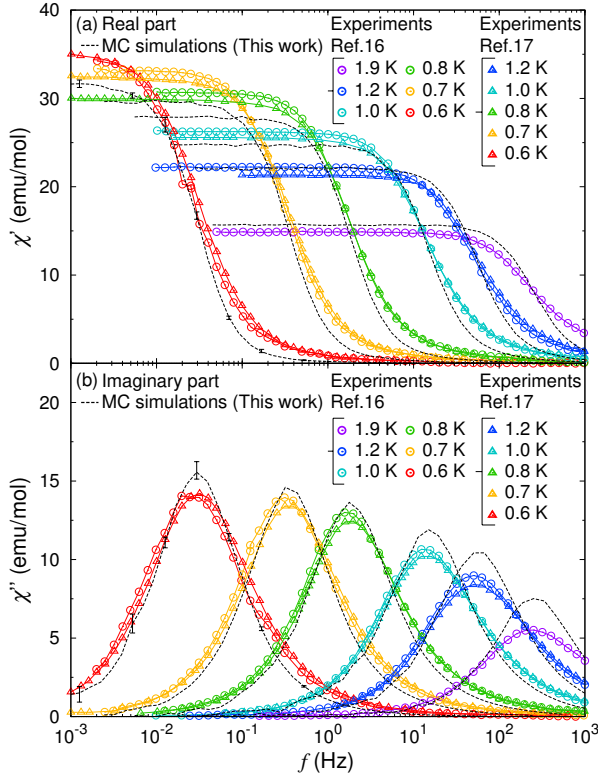 (a) Real part
MC simulations (This work)
Experiments
Ref.16
1.9 K
1.2 K
1.0 K
0.8 K
0.7 K
0.6 K
Experiments
Ref.17
1.2 K
1.0 K
0.8 K
0.7 K
0.6 K
χ' (emu/mol)
40
35
30
25
20
15
10
5
0
(b) Imaginary part
MC simulations (This work)
Experiments
Ref.16
1.9 K
1.2 K
1.0 K
0.8 K
0.7 K
0.6 K
Experiments
Ref.17
1.2 K
1.0 K
0.8 K
0.7 K
0.6 K
χ'' (emu/mol)
20
15
10
5
0
10⁻³ 10⁻² 10⁻¹ 10⁰ 10¹ 10² 10³
f (Hz)